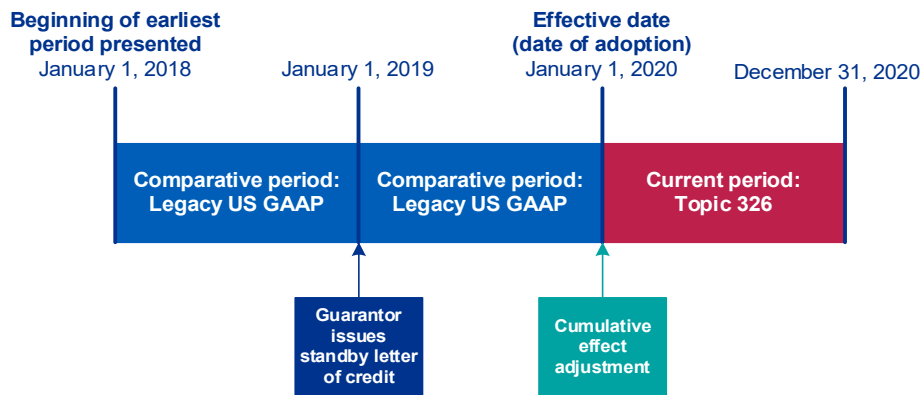 Beginning of earliest
period presented
January 1, 2018
January 1, 2019
Effective date
(date of adoption)
January 1, 2020
December 31, 2020
Comparative period:
Legacy US GAAP
Comparative period:
Legacy US GAAP
Current period:
Topic 326
Guarantor
issues
standby letter
of credit
Cumulative
effect
adjustment